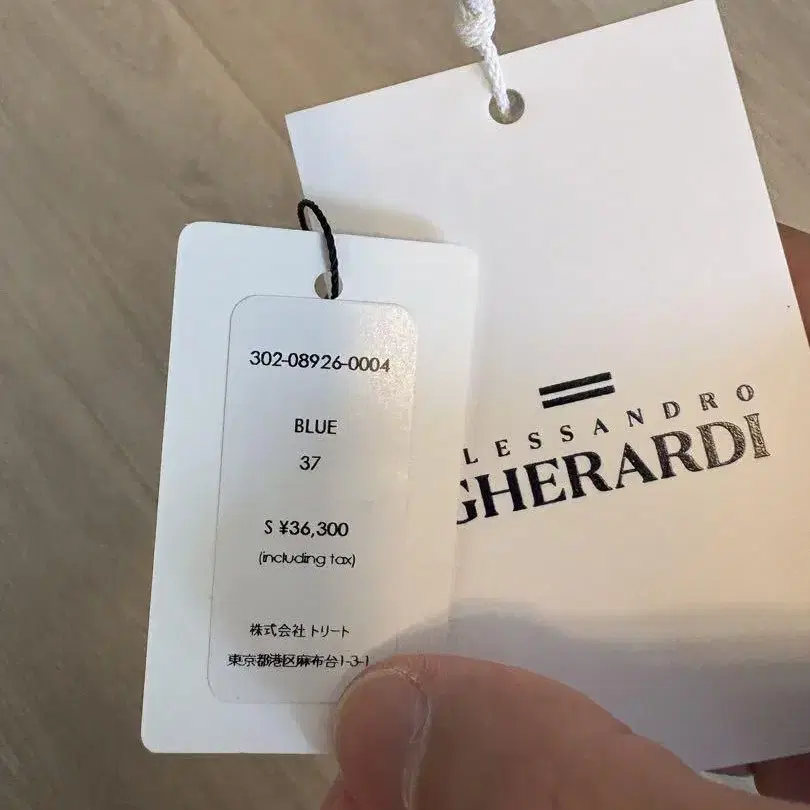 302-08926-0004
BLUE
37
S ¥36,300
(including tax)
株式会社 トリート
東京都港区麻布台1-3-1
LESSANDRO
GHERARDI